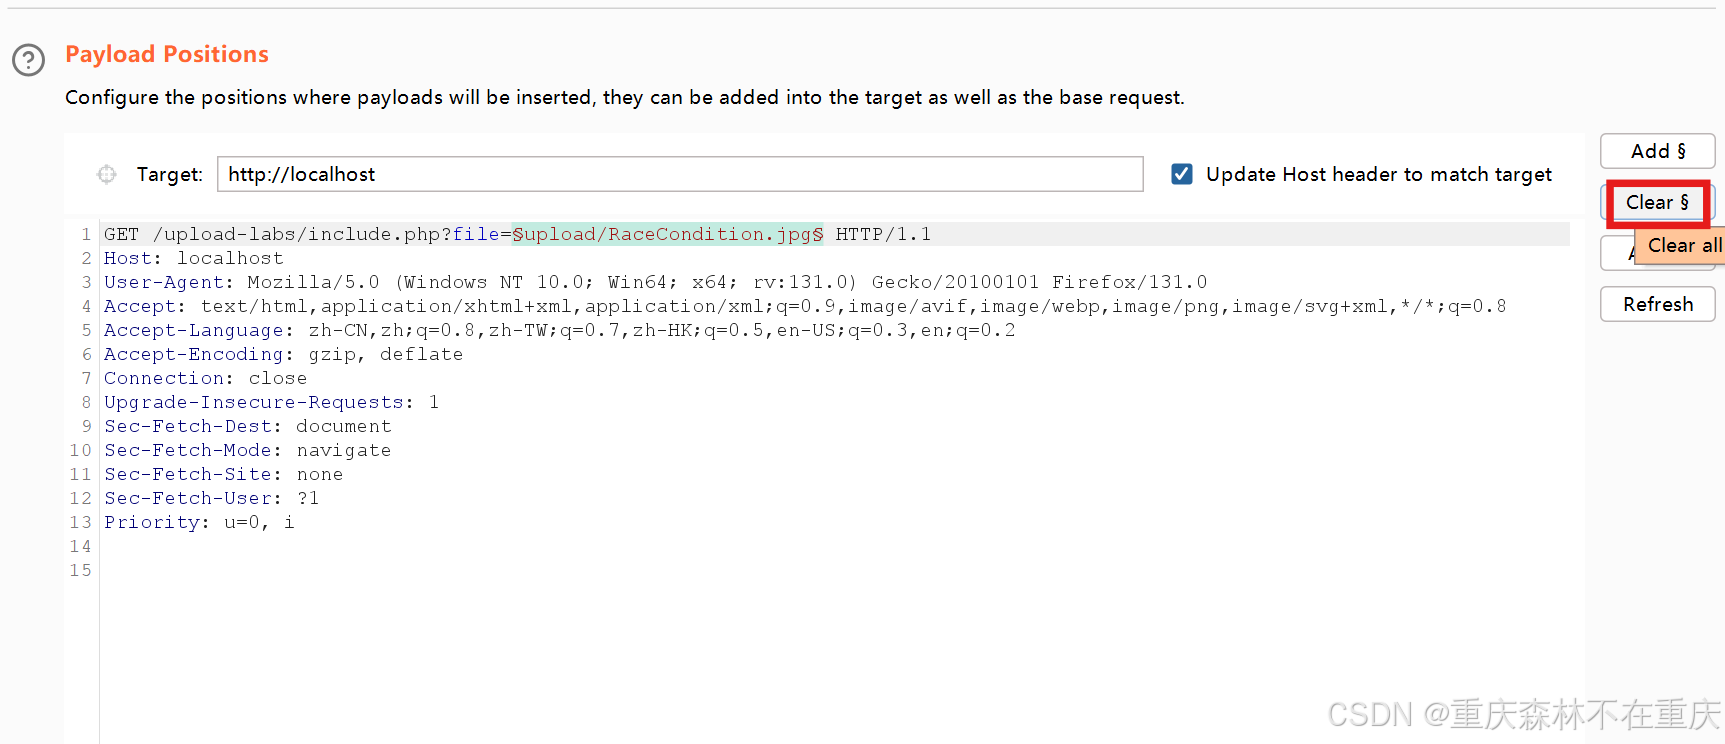 ?
Payload Positions
Configure the positions where payloads will be inserted, they can be added into the target as well as the base request.
Target: http://localhost
Update Host header to match target
Add §
Clear §
Clear all
A
Refresh
1 GET /upload-labs/include.php?file=§upload/RaceCondition.jpg§ HTTP/1.1
2 Host: localhost
3 User-Agent: Mozilla/5.0 (Windows NT 10.0; Win64; x64; rv:131.0) Gecko/20100101 Firefox/131.0
4 Accept: text/html,application/xhtml+xml,application/xml;q=0.9,image/avif,image/webp,image/png,image/svg+xml,*/*;q=0.8
5 Accept-Language: zh-CN,zh;q=0.8,zh-TW;q=0.7,zh-HK;q=0.5,en-US;q=0.3,en;q=0.2
6 Accept-Encoding: gzip, deflate
7 Connection: close
8 Upgrade-Insecure-Requests: 1
9 Sec-Fetch-Dest: document
10 Sec-Fetch-Mode: navigate
11 Sec-Fetch-Site: none
12 Sec-Fetch-User: ?1
13 Priority: u=0, i
14
15
CSDN @重庆森林不在重庆